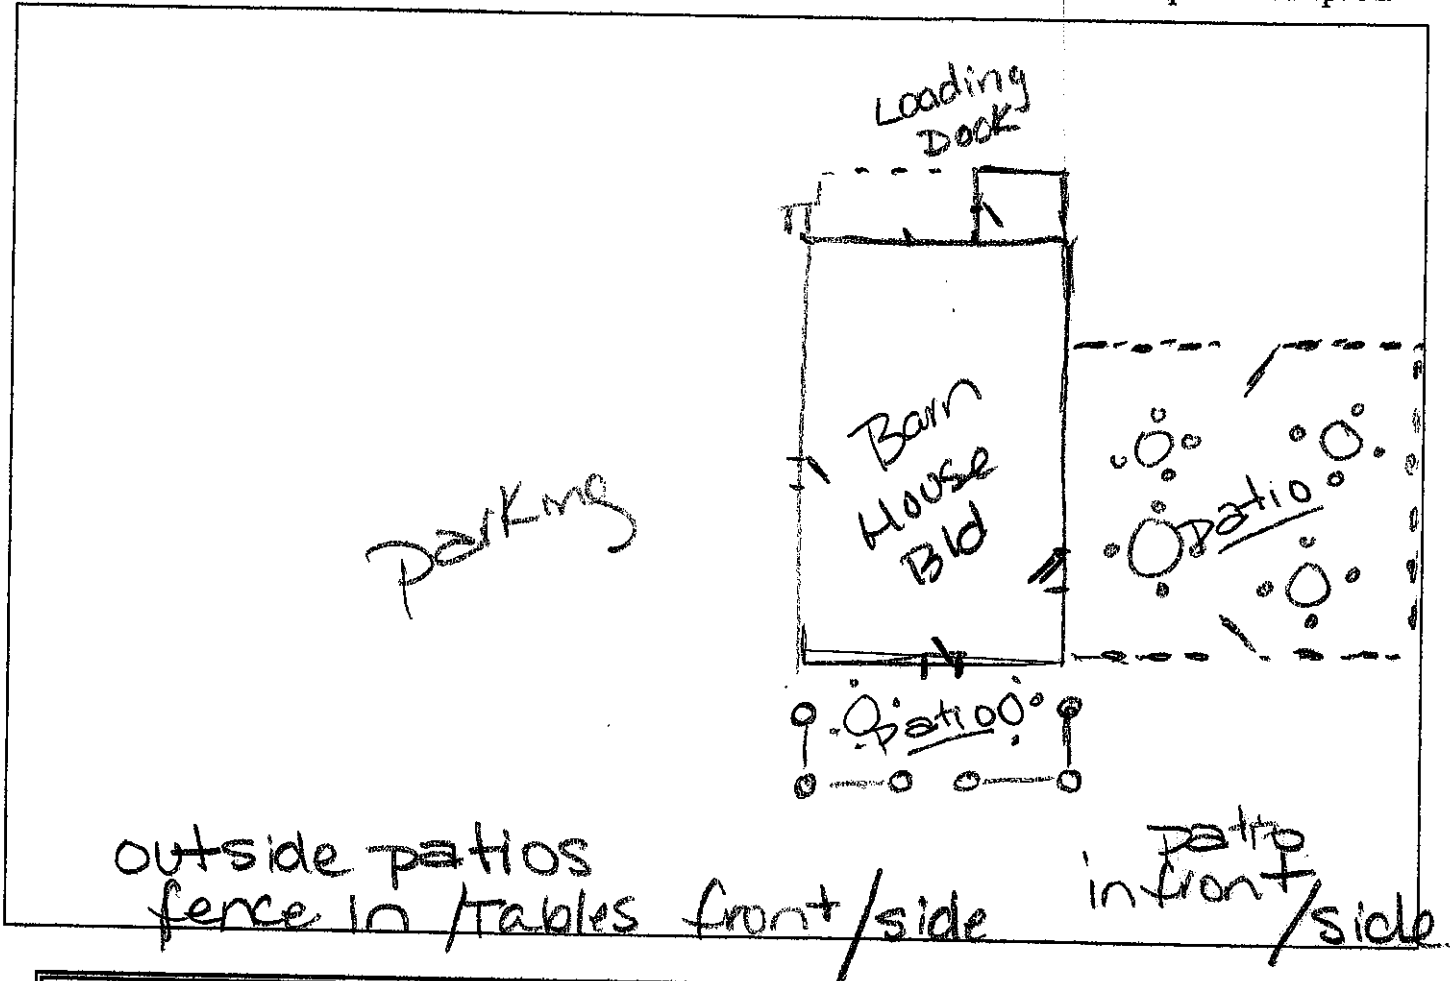 Loading
Dock
Barn
House
Bld
parking
patio
patio
outside patios
fence in / Tables front/side
patio
in front
/side.